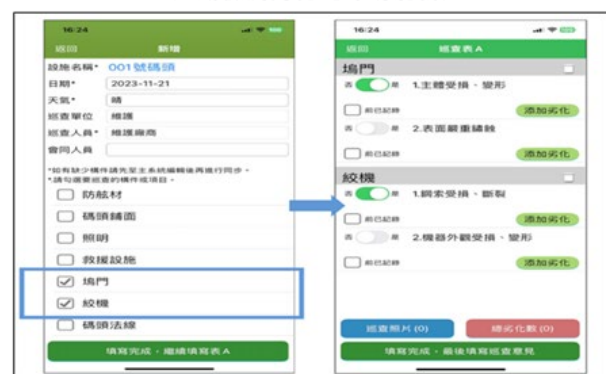 16:24
返回 新增
設施名稱* 001號碼頭
日期* 2023-11-21
天氣* 晴
巡查單位 維護
巡查人員* 維護廠商
會同人員
*如有缺少構件請先至主系統編輯後再進行同步。
*請勾選要巡查的構件或項目。
防舷材
碼頭鋪面
照明
救援設施
塢門
絞機
碼頭法線
填寫完成，繼續填寫表A
16:24
返回 巡查表A
塢門
否 是 1.主體受損、變形
前已記錄 添加劣化
否 是 2.表面嚴重鏽蝕
前已記錄 添加劣化
絞機
否 是 1.鋼索受損、斷裂
前已記錄 添加劣化
否 是 2.機器外觀受損、變形
前已記錄 添加劣化
巡查照片 (0) 總劣化數 (0)
填寫完成，最後填寫巡查意見